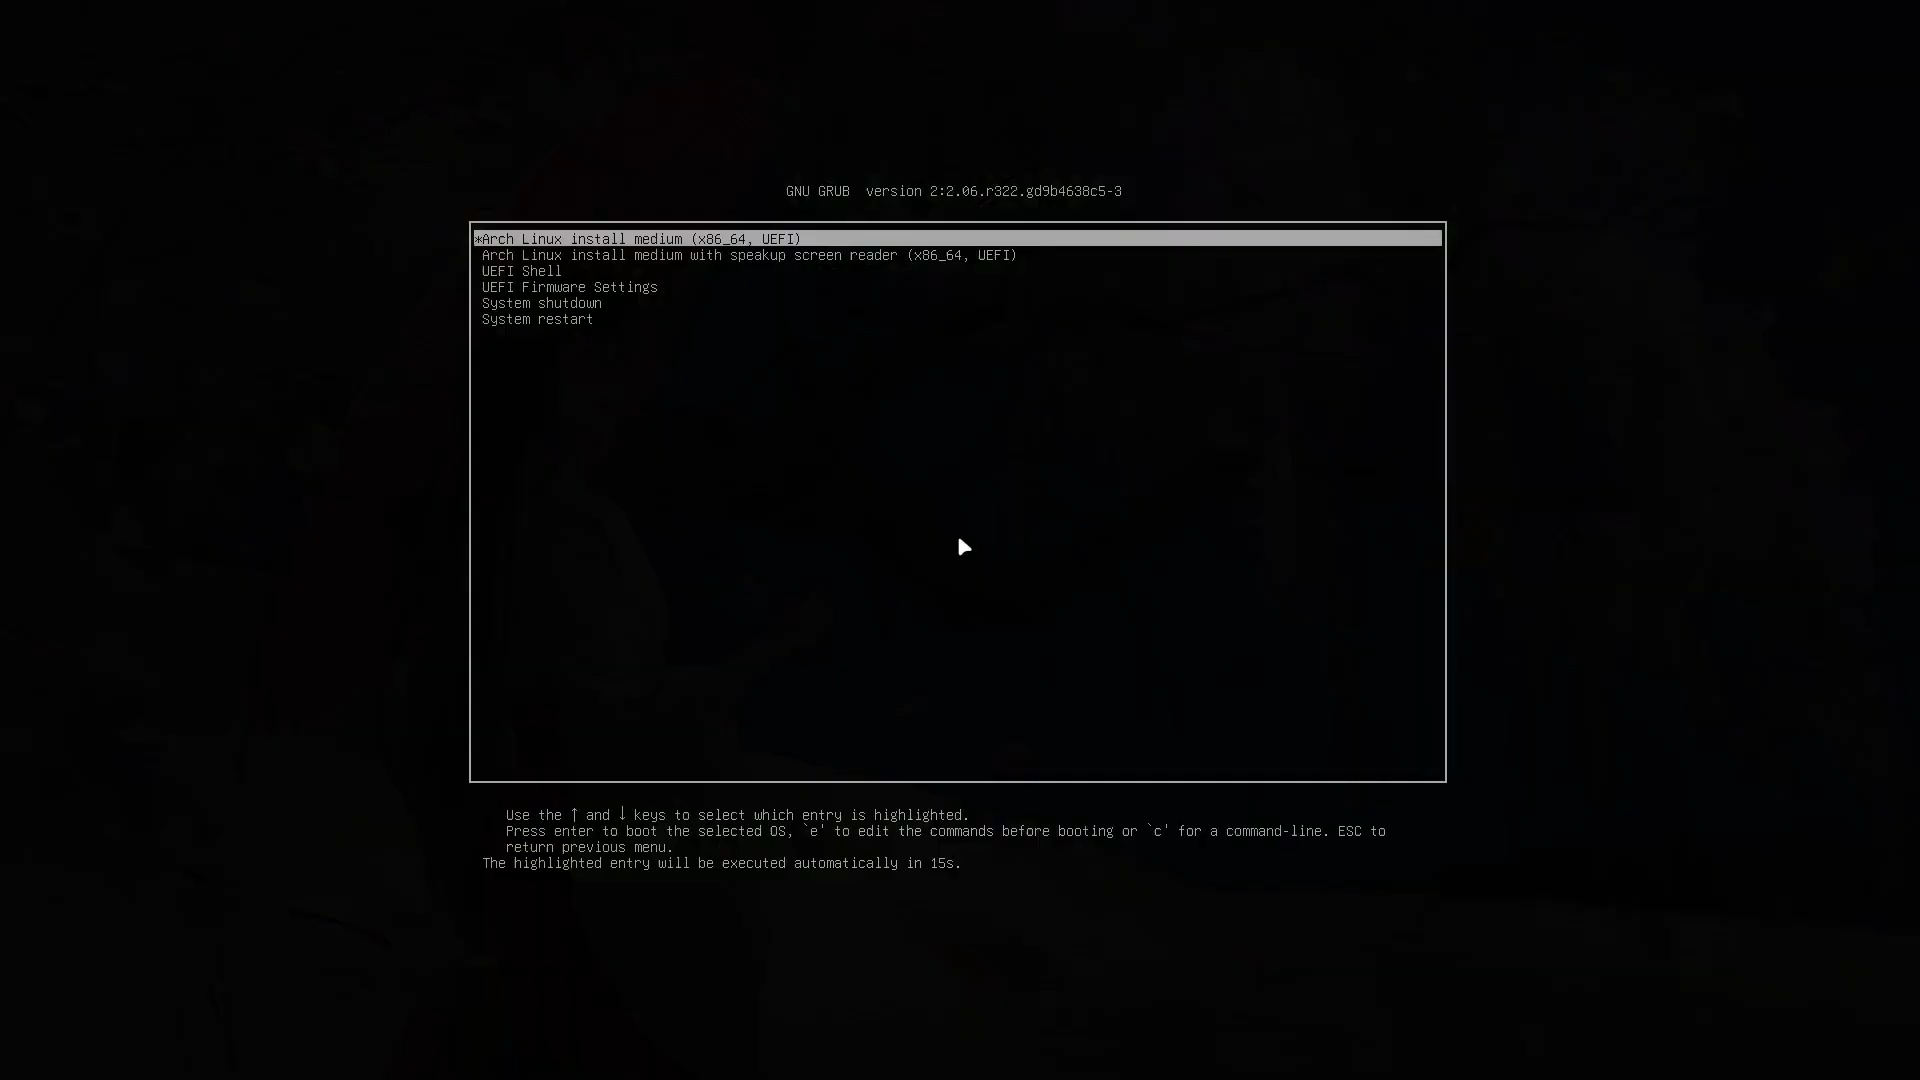 GNU GRUB  version 2:2.06.r322.gd9b4638c5-3
*Arch Linux install medium (x86_64, UEFI)
Arch Linux install medium with speakup screen reader (x86_64, UEFI)
UEFI Shell
UEFI Firmware Settings
System shutdown
System restart
Use the ↑ and ↓ keys to select which entry is highlighted.
Press enter to boot the selected OS, `e' to edit the commands before booting or `c' for a command-line. ESC to
return previous menu.
The highlighted entry will be executed automatically in 15s.